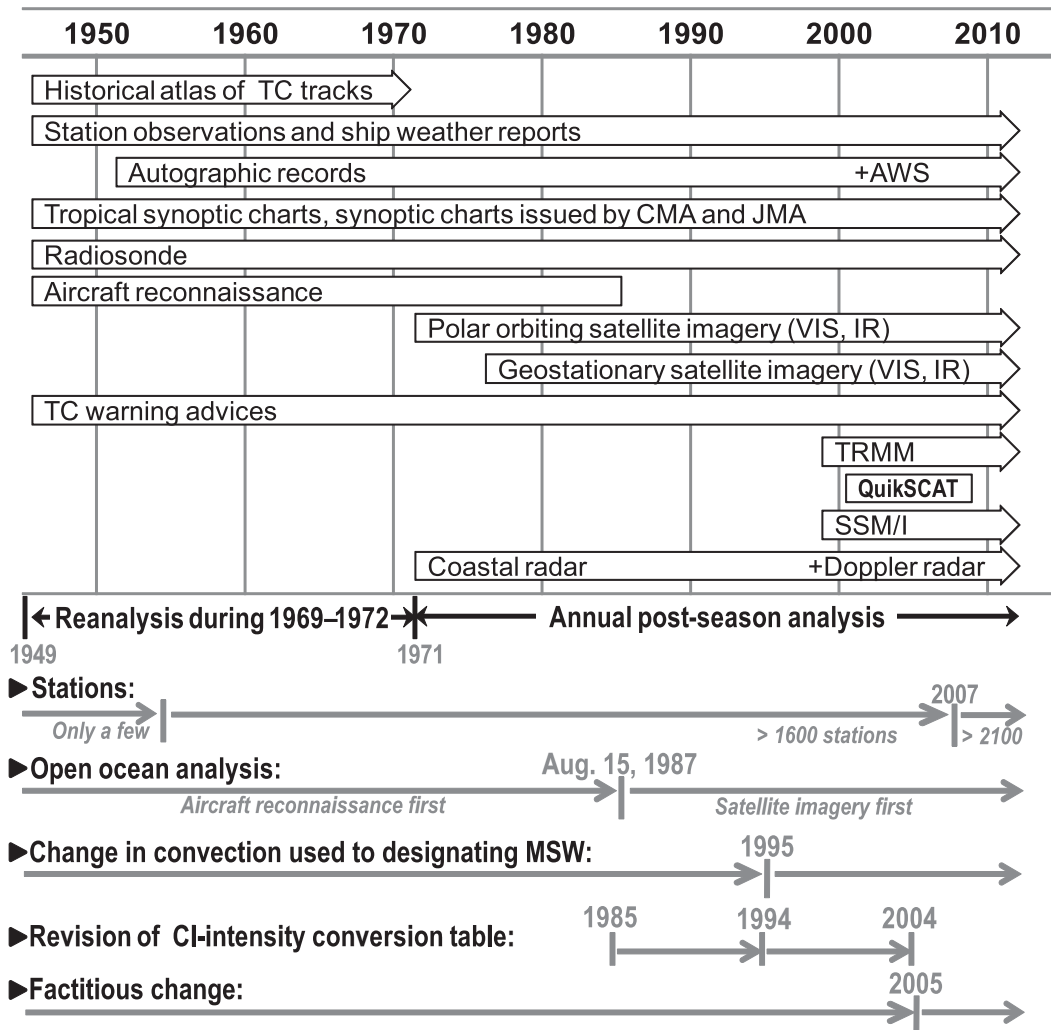 1950 1960 1970 1980 1990 2000 2010
Historical atlas of TC tracks
Station observations and ship weather reports
Autographic records +AWS
Tropical synoptic charts, synoptic charts issued by CMA and JMA
Radiosonde
Aircraft reconnaissance
Polar orbiting satellite imagery (VIS, IR)
Geostationary satellite imagery (VIS, IR)
TC warning advices
TRMM
QuikSCAT
SSM/I
Coastal radar +Doppler radar
Reanalysis during 1969–1972 Annual post-season analysis
1949 1971
Stations: 2007
Only a few > 1600 stations > 2100
Open ocean analysis: Aug. 15, 1987
Aircraft reconnaissance first Satellite imagery first
Change in convection used to designating MSW: 1995
1985 1994 2004
Revision of CI-intensity conversion table:
Factitious change: 2005